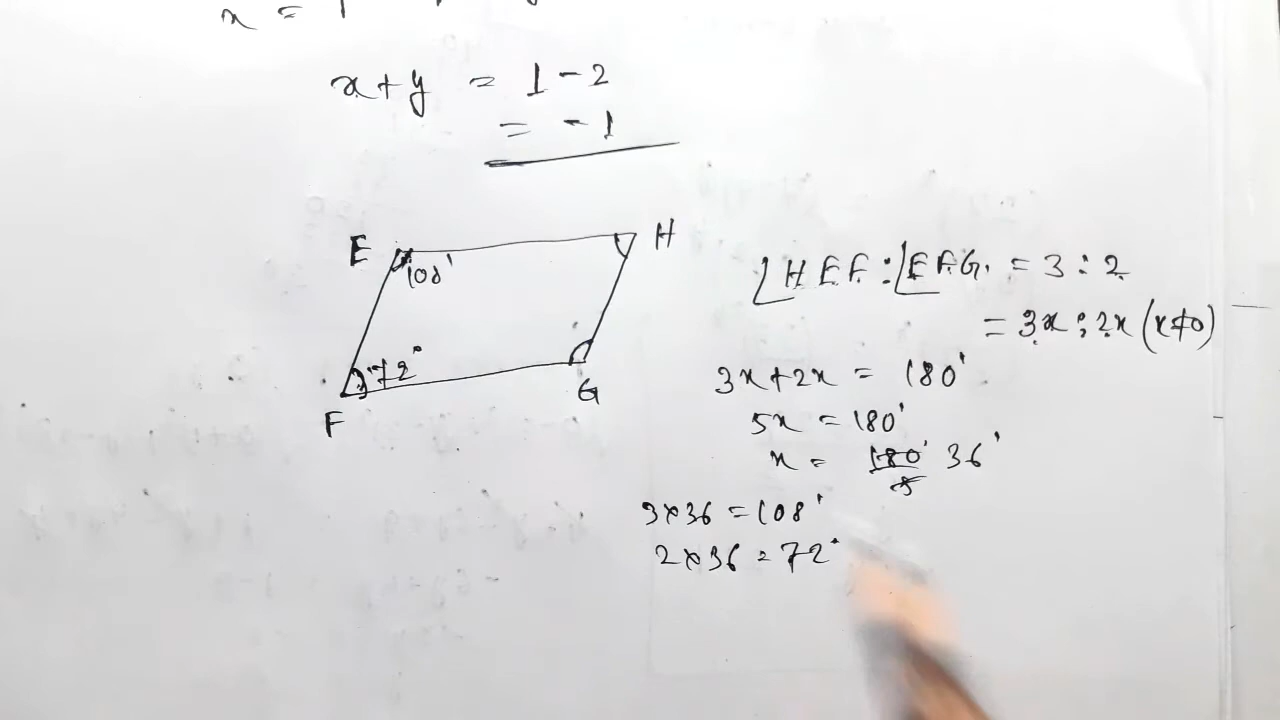 x =
x+y = 1-2
= -1
E
H
108°
72°
F
G
∠HEF:∠EFG. = 3:2
= 3x:2x (x≠0)
3x+2x = 180°
5x = 180°
x = 180°/5 36°
3×36 = 108°
2×36 = 72°